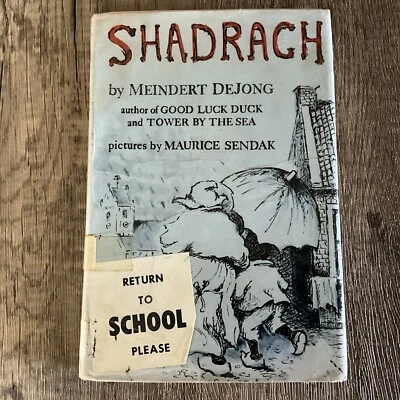 SHADRACH
by MEINDERT DEJONG
author of GOOD LUCK DUCK
and TOWER BY THE SEA
pictures by MAURICE SENDAK
RETURN
TO
SCHOOL
PLEASE